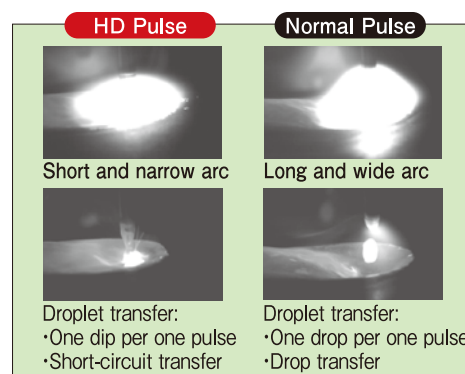 HD Pulse
Short and narrow arc
Droplet transfer:
・One dip per one pulse
・Short-circuit transfer
Normal Pulse
Long and wide arc
Droplet transfer:
・One drop per one pulse
・Drop transfer